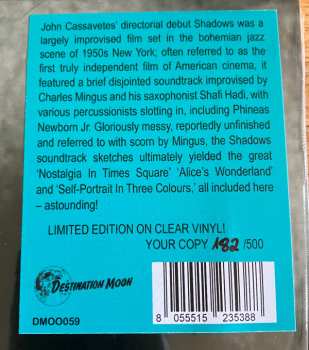 John Cassavetes' directorial debut Shadows was a
largely improvised film set in the bohemian jazz
scene of 1950s New York; often referred to as the
first truly independent film of American cinema, it
featured a brief disjointed soundtrack improvised by
Charles Mingus and his saxophonist Shafi Hadi, with
various percussionists slotting in, including Phineas
Newborn Jr. Gloriously messy, reportedly unfinished
and referred to with scorn by Mingus, the Shadows
soundtrack sketches ultimately yielded the great
'Nostalgia In Times Square' 'Alice's Wonderland'
and 'Self-Portrait In Three Colours,' all included here
– astounding!
LIMITED EDITION ON CLEAR VINYL!
YOUR COPY 182 /500
DESTINATION MOON
DMOO059
8 055515 235388